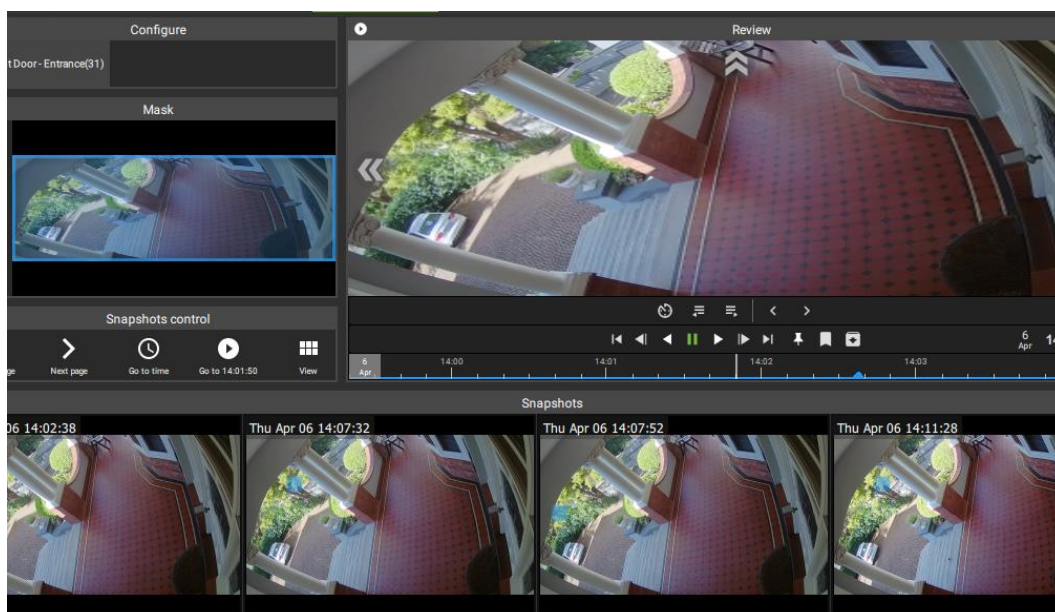 Configure
t Door - Entrance(31)
Mask
Snapshots control
ge
Next page
Go to time
Go to 14:01:50
View
Review
6
Apr
14
6
Apr
14:00
14:01
14:02
14:03
Snapshots
06 14:02:38
Thu Apr 06 14:07:32
Thu Apr 06 14:07:52
Thu Apr 06 14:11:28